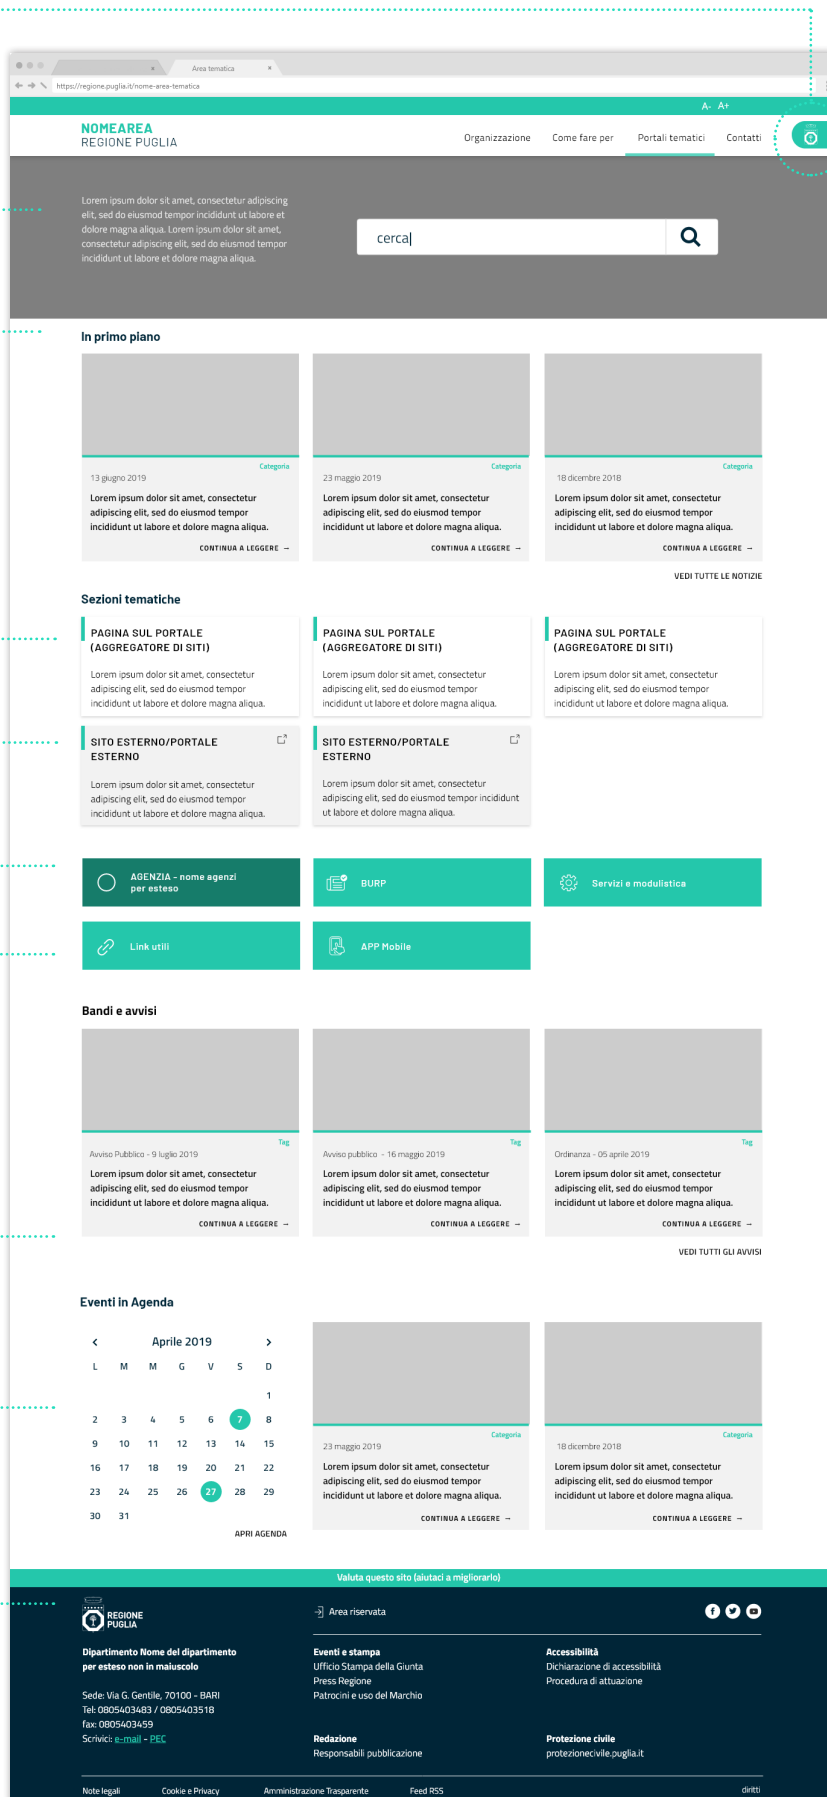 Area tematica
https://regione.puglia.it/nome-area-tematica
A- A+
NOMEAREA
REGIONE PUGLIA
Organizzazione Come fare per Portali tematici Contatti
Lorem ipsum dolor sit amet, consectetur adipiscing
elit, sed do eiusmod tempor incididunt ut labore et
dolore magna aliqua. Lorem ipsum dolor sit amet,
consectetur adipiscing elit, sed do eiusmod tempor
incididunt ut labore et dolore magna aliqua.
cerca
In primo piano
Categoria
13 giugno 2019
Lorem ipsum dolor sit amet, consectetur
adipiscing elit, sed do eiusmod tempor
incididunt ut labore et dolore magna aliqua.
CONTINUA A LEGGERE →
Categoria
23 maggio 2019
Lorem ipsum dolor sit amet, consectetur
adipiscing elit, sed do eiusmod tempor
incididunt ut labore et dolore magna aliqua.
CONTINUA A LEGGERE →
Categoria
18 dicembre 2018
Lorem ipsum dolor sit amet, consectetur
adipiscing elit, sed do eiusmod tempor
incididunt ut labore et dolore magna aliqua.
CONTINUA A LEGGERE →
VEDI TUTTE LE NOTIZIE
Sezioni tematiche
PAGINA SUL PORTALE
(AGGREGATORE DI SITI)
Lorem ipsum dolor sit amet, consectetur
adipiscing elit, sed do eiusmod tempor
incididunt ut labore et dolore magna aliqua.
PAGINA SUL PORTALE
(AGGREGATORE DI SITI)
Lorem ipsum dolor sit amet, consectetur
adipiscing elit, sed do eiusmod tempor
incididunt ut labore et dolore magna aliqua.
PAGINA SUL PORTALE
(AGGREGATORE DI SITI)
Lorem ipsum dolor sit amet, consectetur
adipiscing elit, sed do eiusmod tempor
incididunt ut labore et dolore magna aliqua.
SITO ESTERNO/PORTALE
ESTERNO
Lorem ipsum dolor sit amet, consectetur
adipiscing elit, sed do eiusmod tempor
incididunt ut labore et dolore magna aliqua.
SITO ESTERNO/PORTALE
ESTERNO
Lorem ipsum dolor sit amet, consectetur
adipiscing elit, sed do eiusmod tempor incididunt
ut labore et dolore magna aliqua.
AGENZIA – nome agenzi
per esteso
BURP
Servizi e modulistica
Link utili
APP Mobile
Bandi e avvisi
Tag
Avviso Pubblico - 9 luglio 2019
Lorem ipsum dolor sit amet, consectetur
adipiscing elit, sed do eiusmod tempor
incididunt ut labore et dolore magna aliqua.
CONTINUA A LEGGERE →
Tag
Avviso pubblico - 16 maggio 2019
Lorem ipsum dolor sit amet, consectetur
adipiscing elit, sed do eiusmod tempor
incididunt ut labore et dolore magna aliqua.
CONTINUA A LEGGERE →
Tag
Ordinanza - 05 aprile 2019
Lorem ipsum dolor sit amet, consectetur
adipiscing elit, sed do eiusmod tempor
incididunt ut labore et dolore magna aliqua.
CONTINUA A LEGGERE →
VEDI TUTTI GLI AVVISI
Eventi in Agenda
Aprile 2019
L M M G V S D
1
2 3 4 5 6 7 8
9 10 11 12 13 14 15
16 17 18 19 20 21 22
23 24 25 26 27 28 29
30 31
APRI AGENDA
Categoria
23 maggio 2019
Lorem ipsum dolor sit amet, consectetur
adipiscing elit, sed do eiusmod tempor
incididunt ut labore et dolore magna aliqua.
CONTINUA A LEGGERE →
Categoria
18 dicembre 2018
Lorem ipsum dolor sit amet, consectetur
adipiscing elit, sed do eiusmod tempor
incididunt ut labore et dolore magna aliqua.
CONTINUA A LEGGERE →
Valuta questo sito (aiutaci a migliorarlo)
REGIONE
PUGLIA
Area riservata
Dipartimento Nome del dipartimento
per esteso non in maiuscolo
Sede: Via G. Gentile, 70100 - BARI
Tel: 0805403483 / 0805403518
fax: 0805403459
Scrivici: e-mail - PEC
Eventi e stampa
Ufficio Stampa della Giunta
Press Regione
Patrocini e uso del Marchio
Accessibilità
Dichiarazione di accessibilità
Procedura di attuazione
Redazione
Responsabili pubblicazione
Protezione civile
protezionecivile.puglia.it
Note legali Cookie e Privacy Amministrazione Trasparente Feed RSS diritti